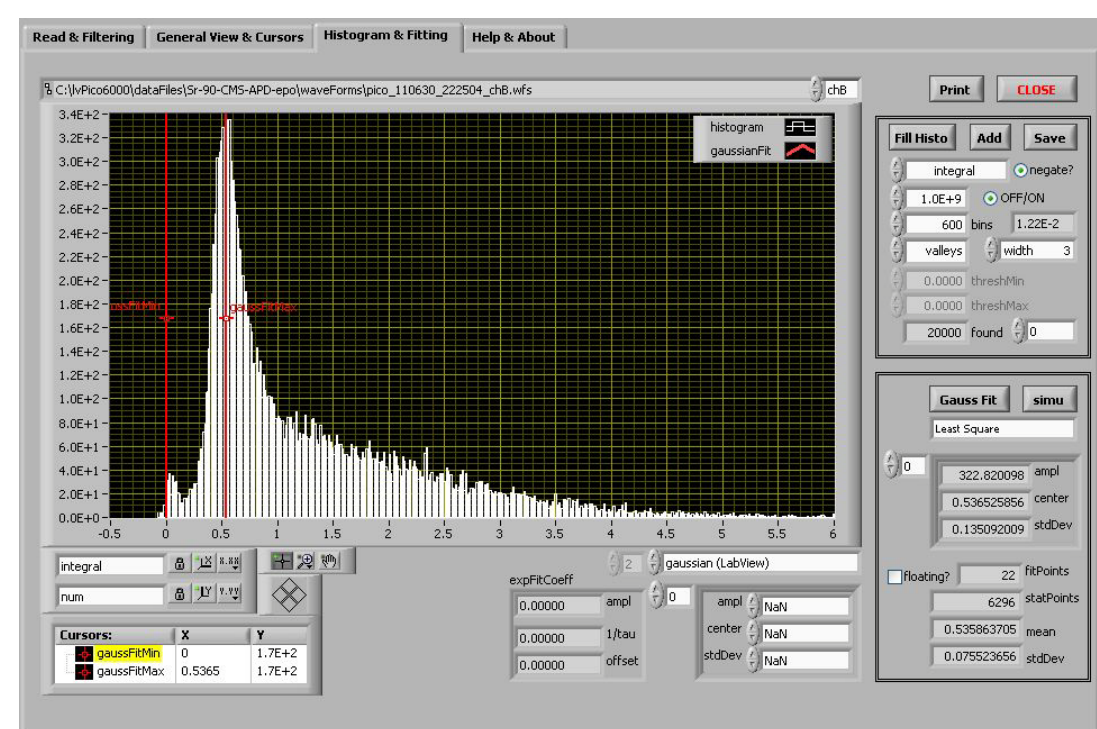 Read & Filtering General View & Cursors Histogram & Fitting Help & About
C:\lvPico6000\dataFiles\Sr-90-CMS-APD-epo\waveForms\pico_110630_222504_chB.wfs chB
Print CLOSE
3.4E+2
3.2E+2
3.0E+2
2.8E+2
2.6E+2
2.4E+2
2.2E+2
2.0E+2
1.8E+2
1.6E+2
1.4E+2
1.2E+2
1.0E+2
8.0E+1
6.0E+1
4.0E+1
2.0E+1
0.0E+0
-0.5 0 0.5 1 1.5 2 2.5 3 3.5 4 4.5 5 5.5 6
histogram
gaussianFit
gaussFitMax
Fill Histo Add Save
integral negate?
1.0E+9 OFF/ON
600 bins 1.22E-2
valleys width 3
0.0000 threshMin
0.0000 threshMax
20000 found 0
Gauss Fit simu
Least Square
0
322.820098 ampl
0.536525856 center
0.135092009 stdDev
floating? 22 fitPoints
6296 statPoints
0.535863705 mean
0.075523656 stdDev
integral
num
X X.XX
Y Y.YY
Cursors: X Y
gaussFitMin 0 1.7E+2
gaussFitMax 0.5365 1.7E+2
2 gaussian (LabView)
expFitCoeff
0.00000 ampl
0.00000 1/tau
0.00000 offset
0
ampl NaN
center NaN
stdDev NaN